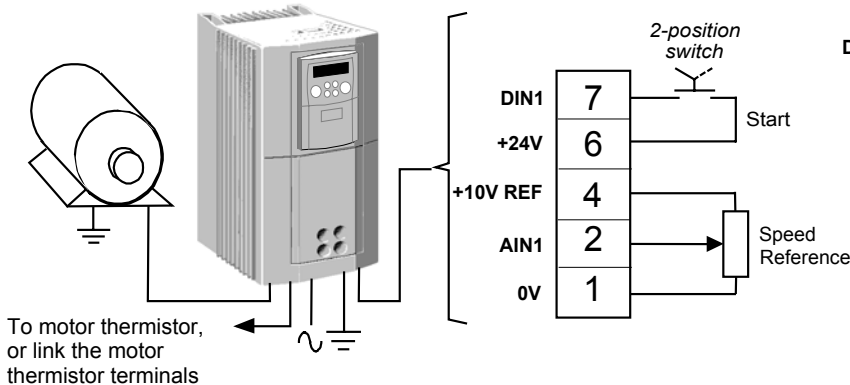 2-position
switch
D
DIN1 7
Start
+24V 6
+10V REF 4
AIN1 2
Speed
Reference
0V 1
To motor thermistor,
or link the motor
thermistor terminals